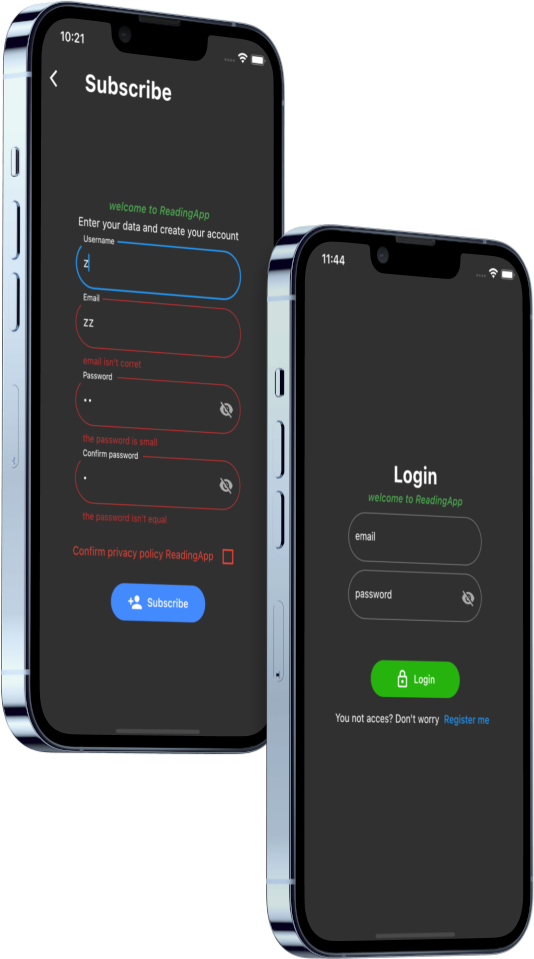 10:21
Subscribe
welcome to ReadingApp
Enter your data and create your account
Username
z
Email
zz
email isn't corret
Password
the password is small
Confirm password
the password isn't equal
Confirm privacy policy ReadingApp
Subscribe
11:44
Login
welcome to ReadingApp
email
password
Login
You not acces? Don't worry Register me